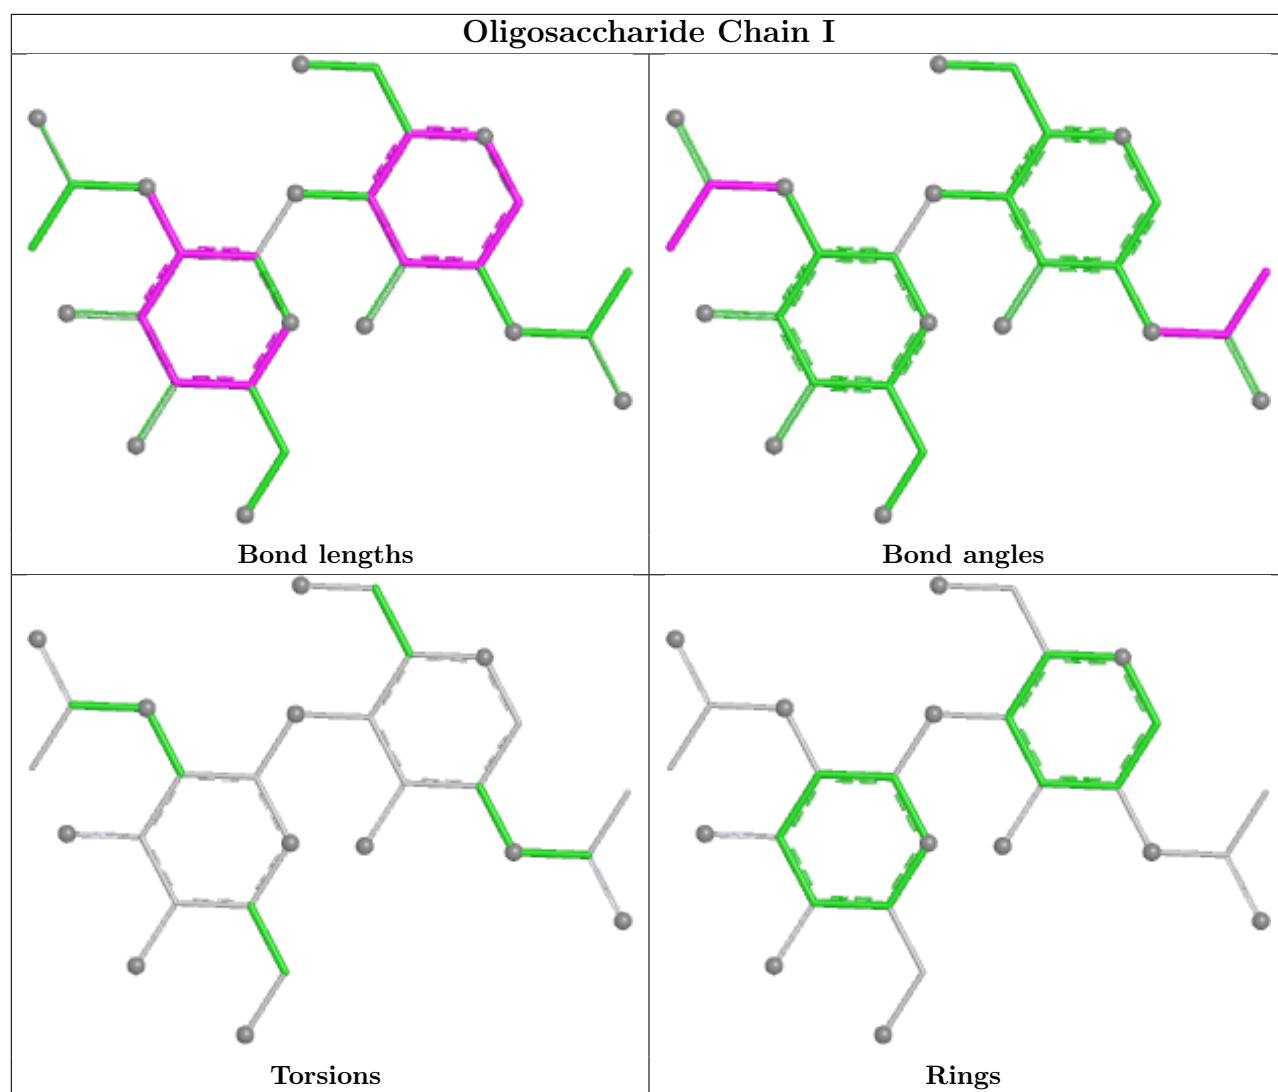 Oligosaccharide Chain I
Bond lengths
Bond angles
Torsions
Rings